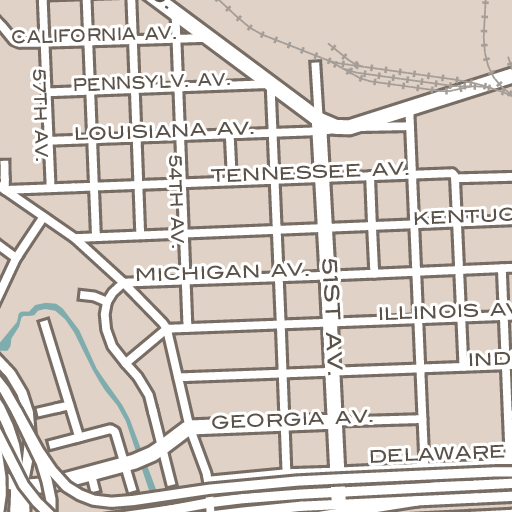 CALIFORNIA AV.
PENNSYLV. AV.
57TH AV.
LOUISIANA AV.
54TH AV.
TENNESSEE AV.
KENTUC
MICHIGAN AV.
51ST AV.
ILLINOIS AV
IND
GEORGIA AV.
DELAWARE